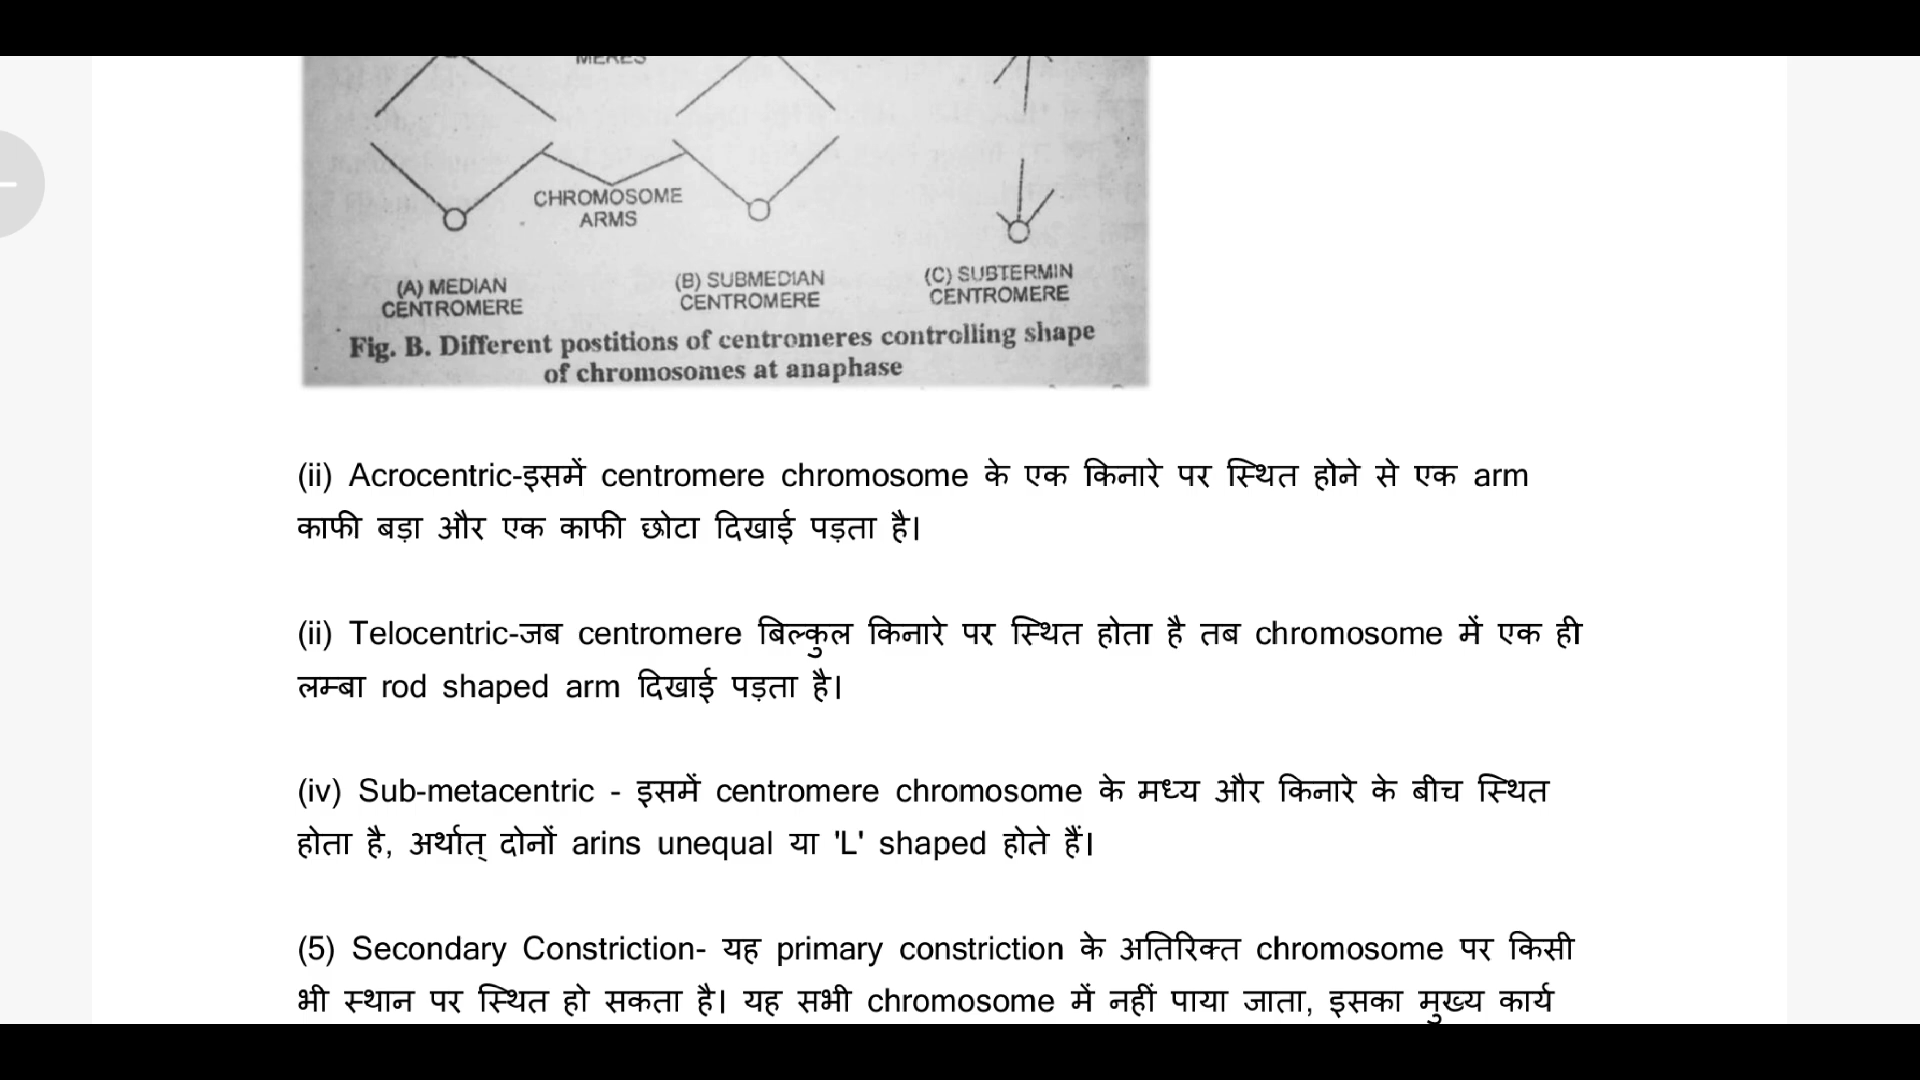 CHROMOSOME
ARMS
(A) MEDIAN
CENTROMERE
(B) SUBMEDIAN
CENTROMERE
(C) SUBTERMIN
CENTROMERE
Fig. B. Different postitions of centromeres controlling shape
of chromosomes at anaphase
(ii) Acrocentric-इसमें centromere chromosome के एक किनारे पर स्थित होने से एक arm
काफी बड़ा और एक काफी छोटा दिखाई पड़ता है।
(ii) Telocentric-जब centromere बिल्कुल किनारे पर स्थित होता है तब chromosome में एक ही
लम्बा rod shaped arm दिखाई पड़ता है।
(iv) Sub-metacentric - इसमें centromere chromosome के मध्य और किनारे के बीच स्थित
होता है, अर्थात् दोनों arins unequal या 'L' shaped होते हैं।
(5) Secondary Constriction- यह primary constriction के अतिरिक्त chromosome पर किसी
भी स्थान पर स्थित हो सकता है। यह सभी chromosome में नहीं पाया जाता, इसका मुख्य कार्य